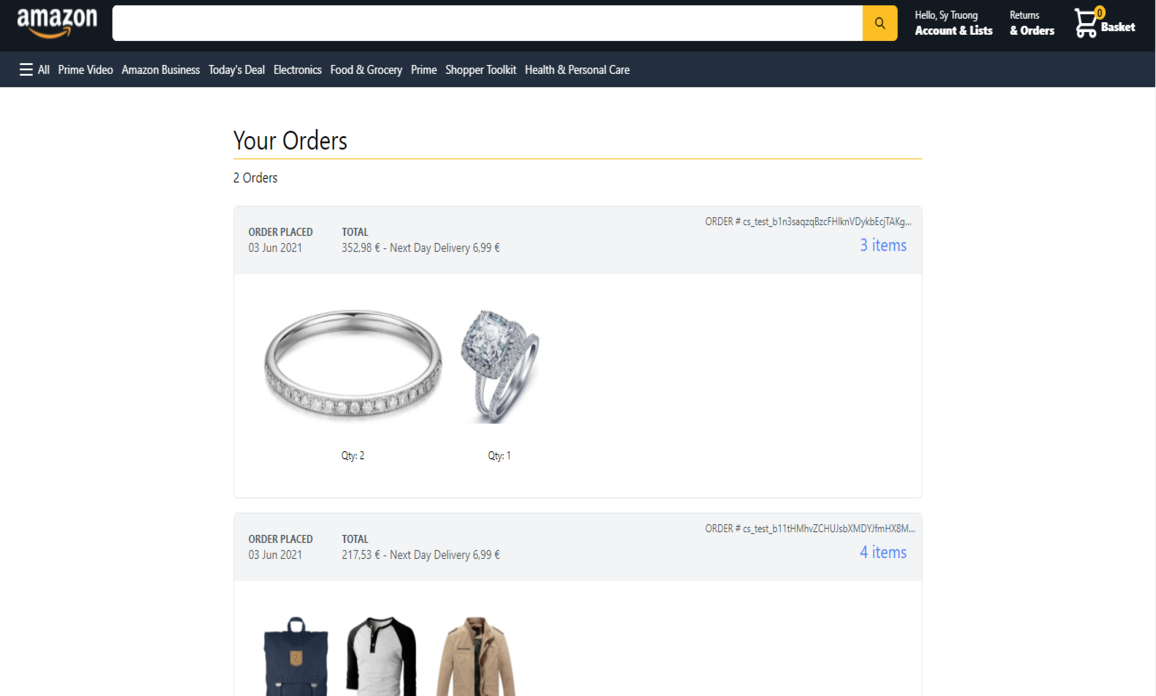 amazon
Hello, Sy Truong
Account & Lists
Returns
& Orders
0
Basket
All Prime Video Amazon Business Today's Deal Electronics Food & Grocery Prime Shopper Toolkit Health & Personal Care
Your Orders
2 Orders
ORDER # cs_test_b1n3saqzqBzcFHlknVDykbEcjTAKg...
ORDER PLACED TOTAL
03 Jun 2021 352,98 € - Next Day Delivery 6,99 €
3 items
Qty: 2 Qty: 1
ORDER # cs_test_b11tHMhvZCHUJsbXMDYJfmHX8M...
ORDER PLACED TOTAL
03 Jun 2021 217,53 € - Next Day Delivery 6,99 €
4 items